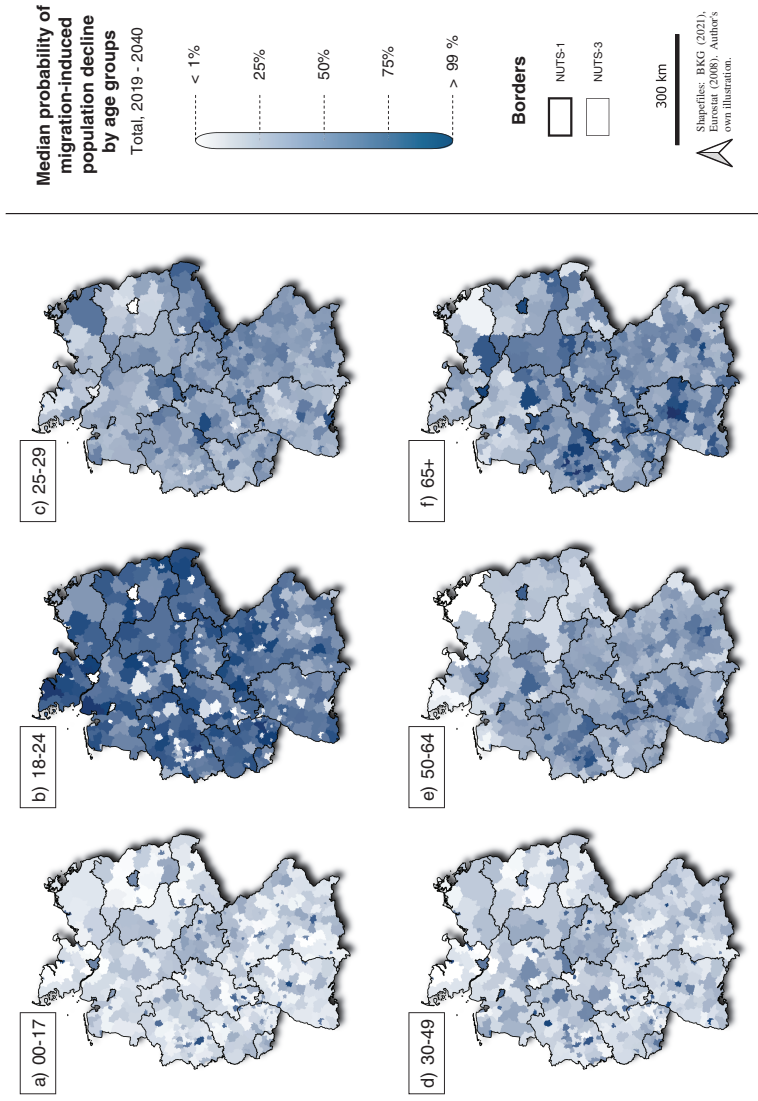 a) 00-17
b) 18-24
c) 25-29
d) 30-49
e) 50-64
f) 65+
Median probability of
migration-induced
population decline
by age groups
Total, 2019 - 2040
< 1%
25%
50%
75%
> 99 %
Borders
NUTS-1
NUTS-3
300 km
Shapefiles: BKG (2021),
Eurostat (2008). Author's
own illustration.